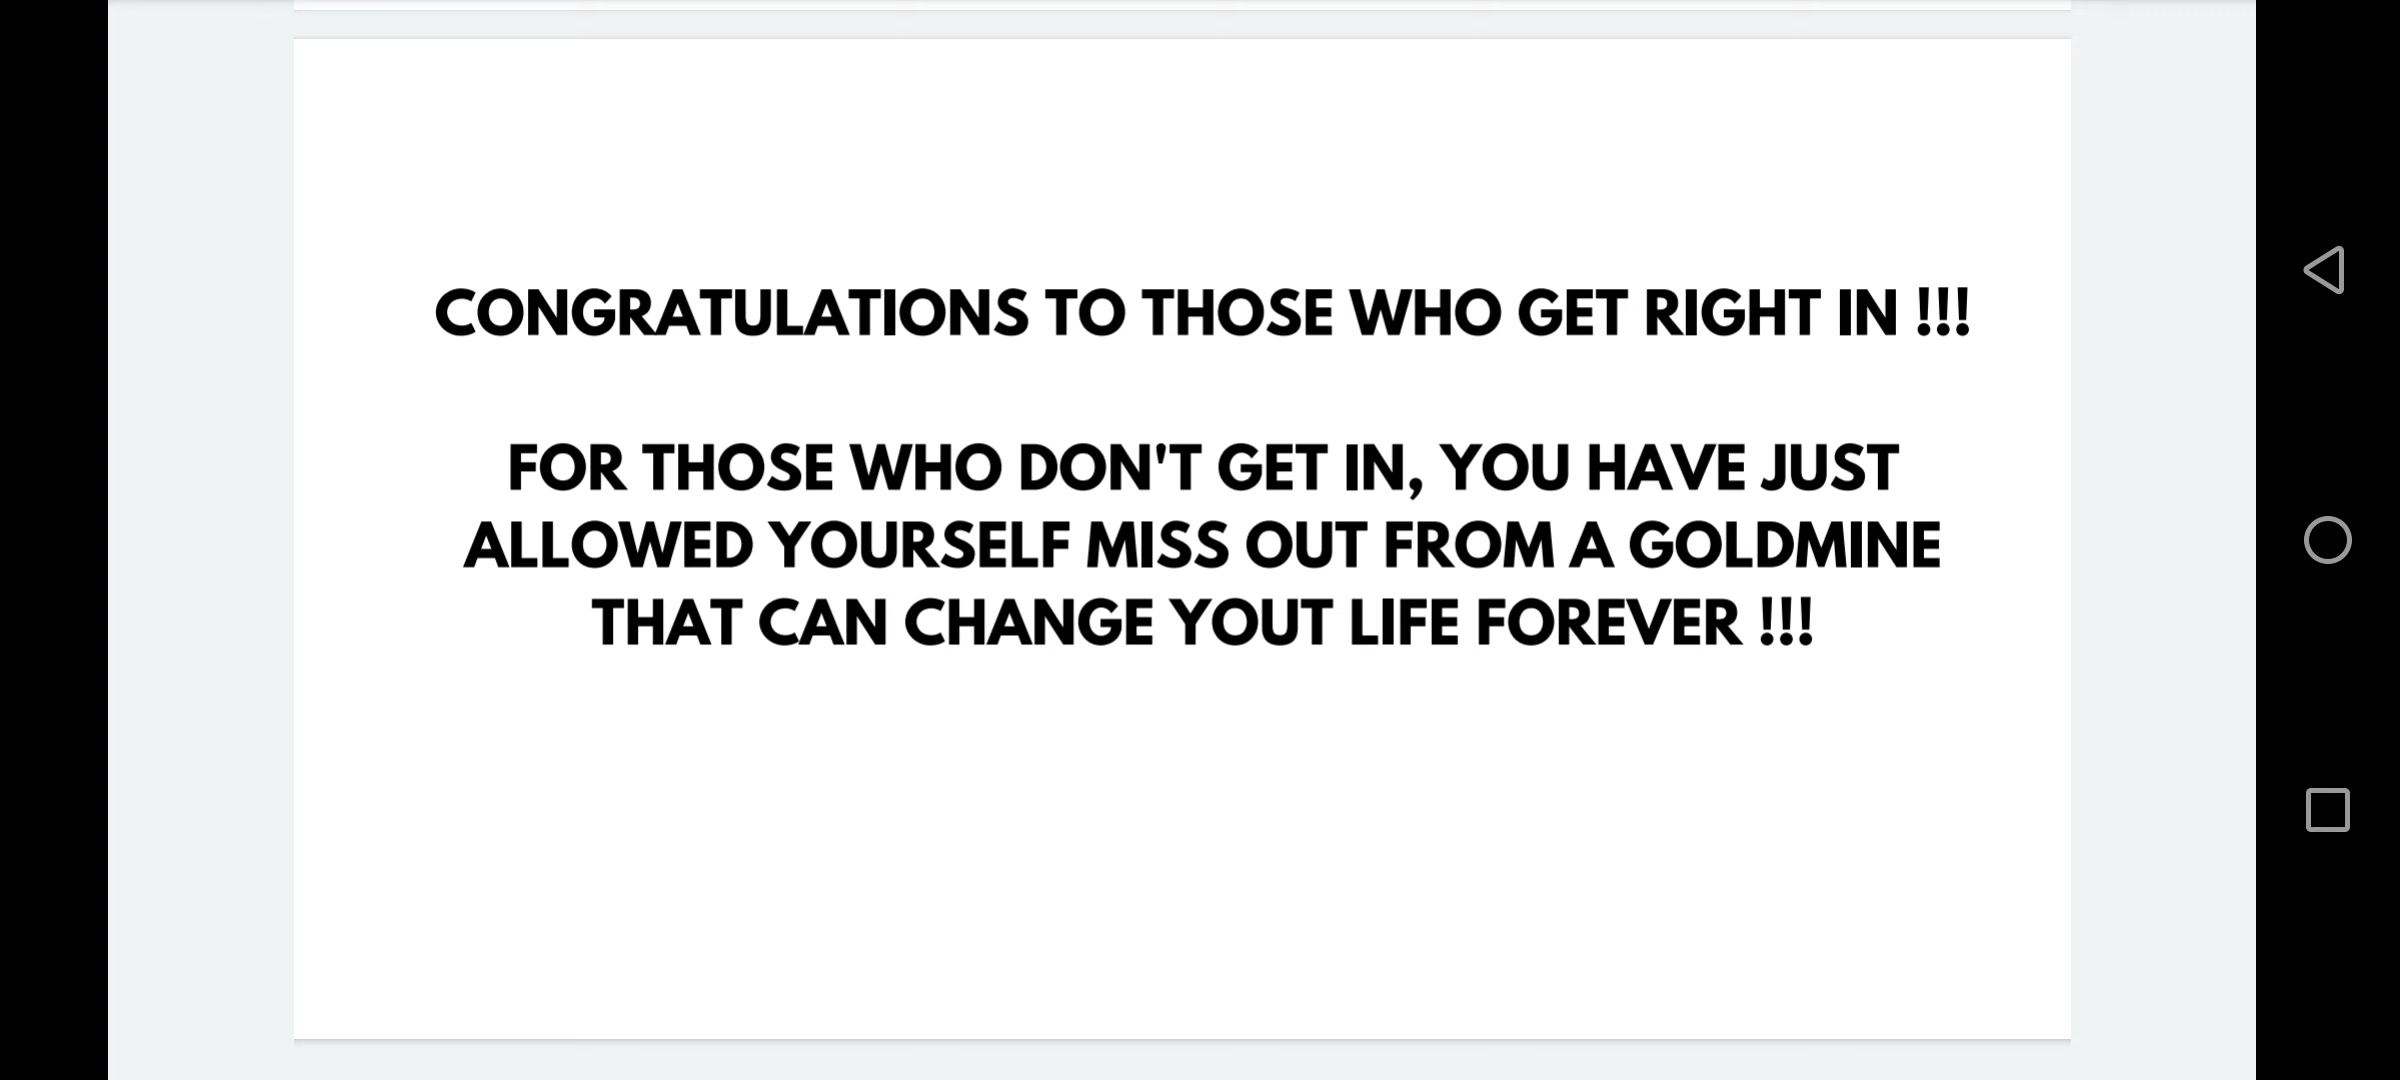 CONGRATULATIONS TO THOSE WHO GET RIGHT IN !!!
FOR THOSE WHO DON'T GET IN, YOU HAVE JUST
ALLOWED YOURSELF MISS OUT FROM A GOLDMINE
THAT CAN CHANGE YOUT LIFE FOREVER !!!